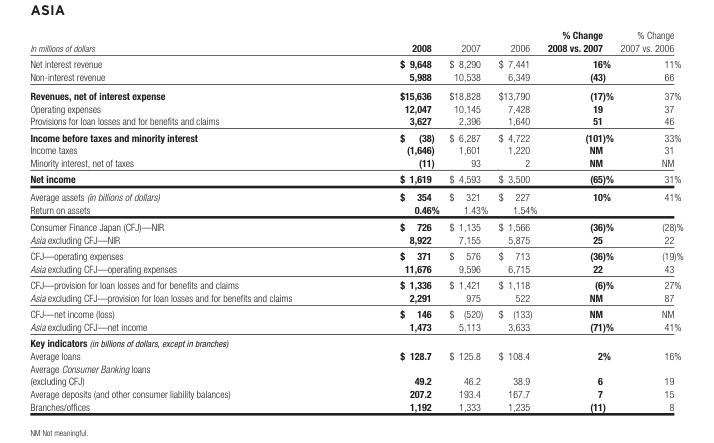 ASIA
% Change % Change
In millions of dollars 2008 2007 2006 2008 vs. 2007 2007 vs. 2006
Net interest revenue $ 9,648 $ 8,290 $ 7,441 16% 11%
Non-interest revenue 5,988 10,538 6,349 (43) 66
Revenues, net of interest expense $15,636 $18,828 $13,790 (17)% 37%
Operating expenses 12,047 10,145 7,428 19 37
Provisions for loan losses and for benefits and claims 3,627 2,396 1,640 51 46
Income before taxes and minority interest $ (38) $ 6,287 $ 4,722 (101)% 33%
Income taxes (1,646) 1,601 1,220 NM 31
Minority interest, net of taxes (11) 93 2 NM NM
Net income $ 1,619 $ 4,593 $ 3,500 (65)% 31%
Average assets (in billions of dollars) $ 354 $ 321 $ 227 10% 41%
Return on assets 0.46% 1.43% 1.54%
Consumer Finance Japan (CFJ)—NIR $ 726 $ 1,135 $ 1,566 (36)% (28)%
Asia excluding CFJ—NIR 8,922 7,155 5,875 25 22
CFJ—operating expenses $ 371 $ 576 $ 713 (36)% (19)%
Asia excluding CFJ—operating expenses 11,676 9,596 6,715 22 43
CFJ—provision for loan losses and for benefits and claims $ 1,336 $ 1,421 $ 1,118 (6)% 27%
Asia excluding CFJ—provision for loan losses and for benefits and claims 2,291 975 522 NM 87
CFJ—net income (loss) $ 146 $ (520) $ (133) NM NM
Asia excluding CFJ—net income 1,473 5,113 3,633 (71)% 41%
Key indicators (in billions of dollars, except in branches)
Average loans $ 128.7 $ 125.8 $ 108.4 2% 16%
Average Consumer Banking loans
(excluding CFJ) 49.2 46.2 38.9 6 19
Average deposits (and other consumer liability balances) 207.2 193.4 167.7 7 15
Branches/offices 1,192 1,333 1,235 (11) 8
NM Not meaningful.